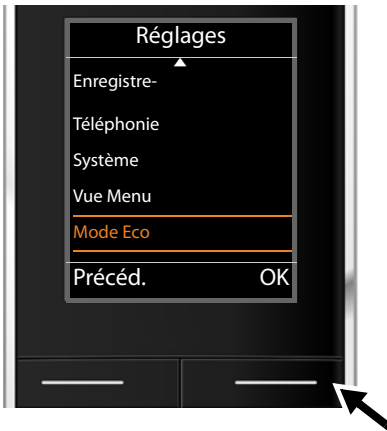 Réglages
Enregistre-
Téléphonie
Système
Vue Menu
Mode Eco
Précéd. OK